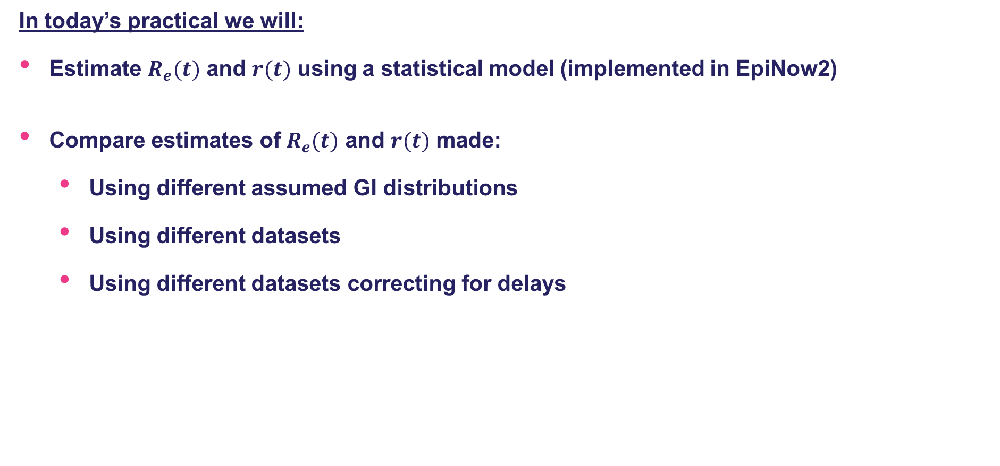 In today’s practical we will:
• Estimate R_e(t) and r(t) using a statistical model (implemented in EpiNow2)
• Compare estimates of R_e(t) and r(t) made:
• Using different assumed GI distributions
• Using different datasets
• Using different datasets correcting for delays